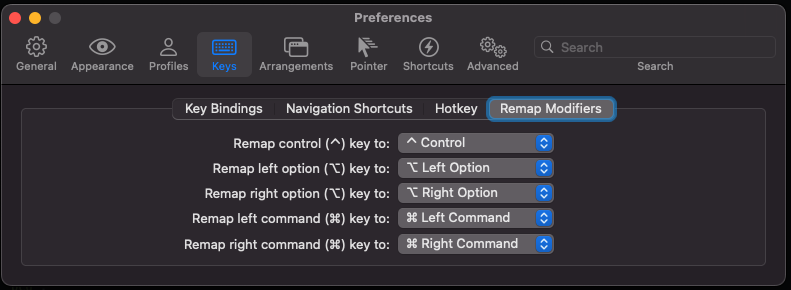 Preferences
General Appearance Profiles Keys Arrangements Pointer Shortcuts Advanced Search
Search
Key Bindings Navigation Shortcuts Hotkey Remap Modifiers
Remap control (^) key to: ^ Control
Remap left option (⌥) key to: ⌥ Left Option
Remap right option (⌥) key to: ⌥ Right Option
Remap left command (⌘) key to: ⌘ Left Command
Remap right command (⌘) key to: ⌘ Right Command